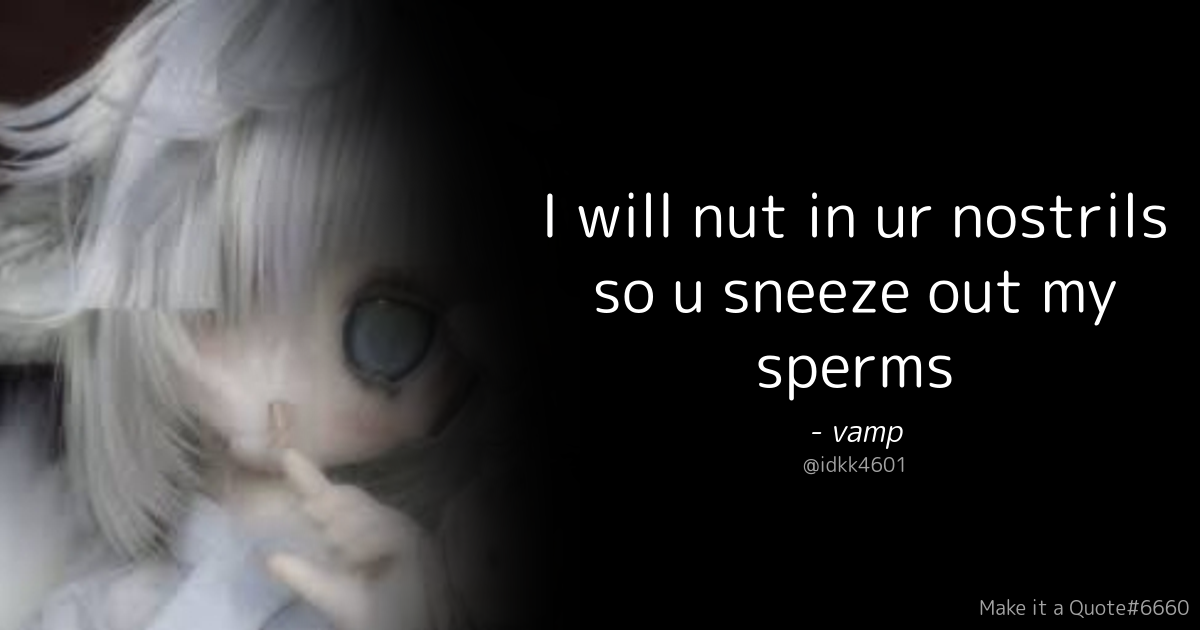 I will nut in ur nostrils
so u sneeze out my
sperms
- vamp
@idkk4601
Make it a Quote#6660